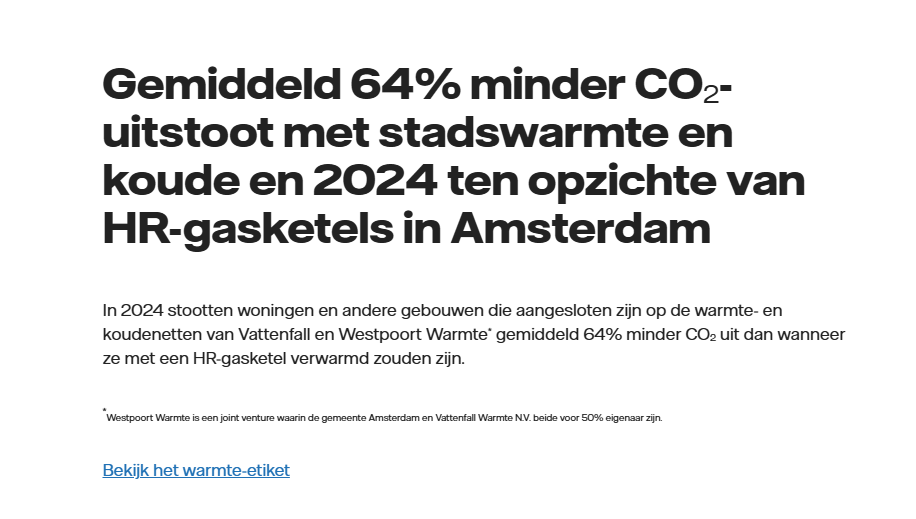 Gemiddeld 64% minder CO₂-
uitstoot met stadswarmte en
koude en 2024 ten opzichte van
HR-gasketels in Amsterdam
In 2024 stootten woningen en andere gebouwen die aangesloten zijn op de warmte- en
koudenetten van Vattenfall en Westpoort Warmte* gemiddeld 64% minder CO₂ uit dan wanneer
ze met een HR-gasketel verwarmd zouden zijn.
*Westpoort Warmte is een joint venture waarin de gemeente Amsterdam en Vattenfall Warmte N.V. beide voor 50% eigenaar zijn.
Bekijk het warmte-etiket